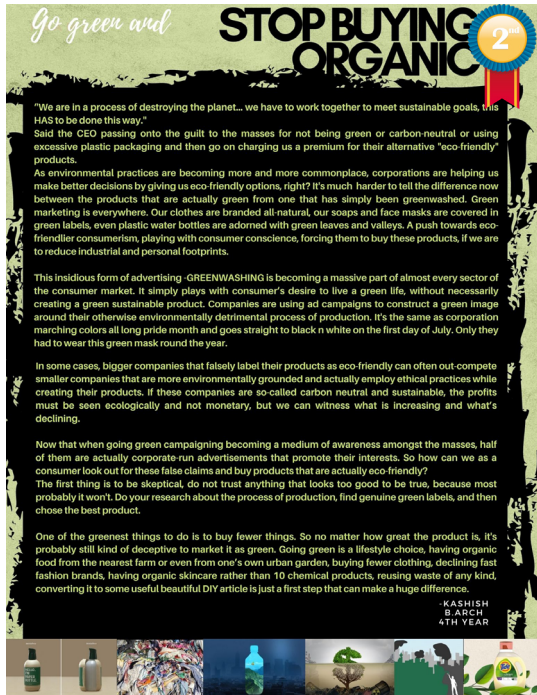 Go green and
STOP BUYING
ORGANIC
2nd
"We are in a process of destroying the planet... we have to work together to meet sustainable goals, this
HAS to be done this way."
Said the CEO passing onto the guilt to the masses for not being green or carbon-neutral or using
excessive plastic packaging and then go on charging us a premium for their alternative "eco-friendly"
products.
As environmental practices are becoming more and more commonplace, corporations are helping us
make better decisions by giving us eco-friendly options, right? It's much harder to tell the difference now
between the products that are actually green from one that has simply been greenwashed. Green
marketing is everywhere. Our clothes are branded all-natural, our soaps and face masks are covered in
green labels, even plastic water bottles are adorned with green leaves and valleys. A push towards eco-
friendlier consumerism, playing with consumer conscience, forcing them to buy these products, if we are
to reduce industrial and personal footprints.
This insidious form of advertising -GREENWASHING is becoming a massive part of almost every sector of
the consumer market. It simply plays with consumer's desire to live a green life, without necessarily
creating a green sustainable product. Companies are using ad campaigns to construct a green image
around their otherwise environmentally detrimental process of production. It's the same as corporation
marching colors all long pride month and goes straight to black n white on the first day of July. Only they
had to wear this green mask round the year.
In some cases, bigger companies that falsely label their products as eco-friendly can often out-compete
smaller companies that are more environmentally grounded and actually employ ethical practices while
creating their products. If these companies are so-called carbon neutral and sustainable, the profits
must be seen ecologically and not monetary, but we can witness what is increasing and what's
declining.
Now that when going green campaigning becoming a medium of awareness amongst the masses, half
of them are actually corporate-run advertisements that promote their interests. So how can we as a
consumer look out for these false claims and buy products that are actually eco-friendly?
The first thing is to be skeptical, do not trust anything that looks too good to be true, because most
probably it won't. Do your research about the process of production, find genuine green labels, and then
chose the best product.
One of the greenest things to do is to buy fewer things. So no matter how great the product is, it's
probably still kind of deceptive to market it as green. Going green is a lifestyle choice, having organic
food from the nearest farm or even from one's own urban garden, buying fewer clothing, declining fast
fashion brands, having organic skincare rather than 10 chemical products, reusing waste of any kind,
converting it to some useful beautiful DIY article is just a first step that can make a huge difference.
-KASHISH
B.ARCH
4TH YEAR